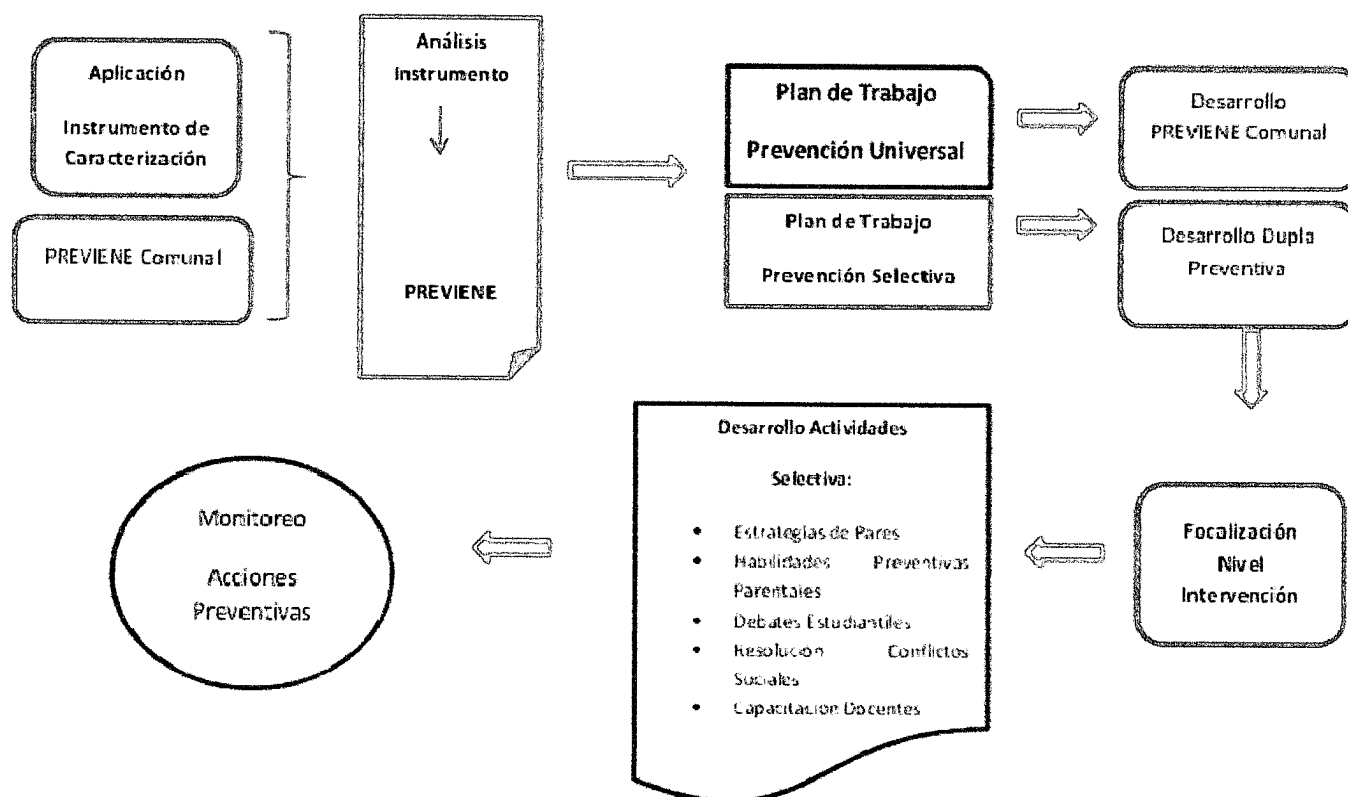 Aplicación
Instrumento de
Caracterización
PREVIENE Comunal
Análisis
Instrumento
PREVIENE
Plan de Trabajo
Prevención Universal
Plan de Trabajo
Prevención Selectiva
Desarrollo
PREVIENE Comunal
Desarrollo Dupla
Preventiva
Focalización
Nivel
Intervención
Desarrollo Actividades
Selectiva:
• Estrategias de Pares
• Habilidades Preventivas
Parentales
• Debates Estudiantiles
• Resolución Conflictos
Sociales
• Capacitación Docentes
Monitoreo
Acciones
Preventivas